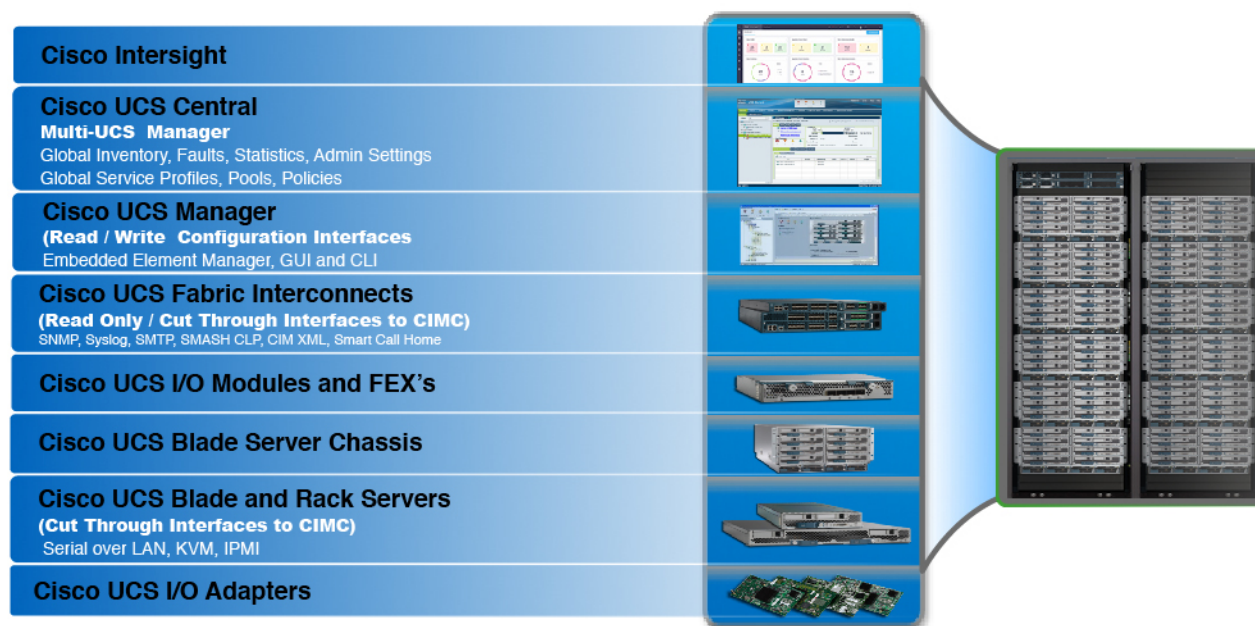 Cisco Intersight
Cisco UCS Central
Multi-UCS Manager
Global Inventory, Faults, Statistics, Admin Settings
Global Service Profiles, Pools, Policies
Cisco UCS Manager
(Read / Write Configuration Interfaces
Embedded Element Manager, GUI and CLI
Cisco UCS Fabric Interconnects
(Read Only / Cut Through Interfaces to CIMC)
SNMP, Syslog, SMTP, SMASH CLP, CIM XML, Smart Call Home
Cisco UCS I/O Modules and FEX's
Cisco UCS Blade Server Chassis
Cisco UCS Blade and Rack Servers
(Cut Through Interfaces to CIMC)
Serial over LAN, KVM, IPMI
Cisco UCS I/O Adapters